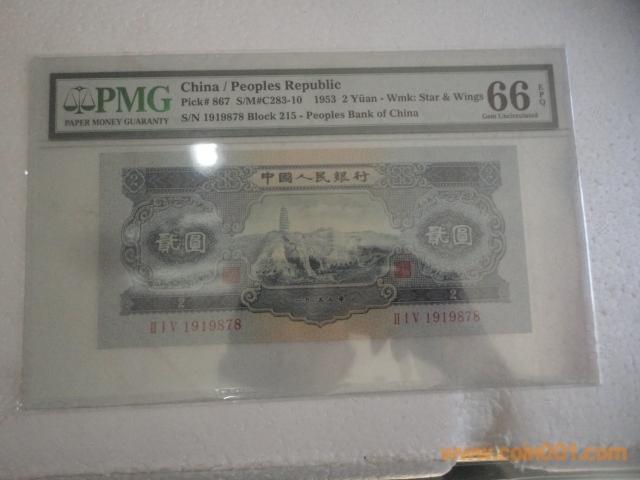 PMG
PAPER MONEY GUARANTY
China / Peoples Republic
Pick# 867 S/M#C283-10 1953 2 Yüan - Wmk: Star & Wings
S/N 1919878 Block 215 - Peoples Bank of China
66
EPQ
Gem Uncirculated
中國人民銀行
貳圓
貳圓
2
2
II I V 1919878
II I V 1919878
www.coin001.com